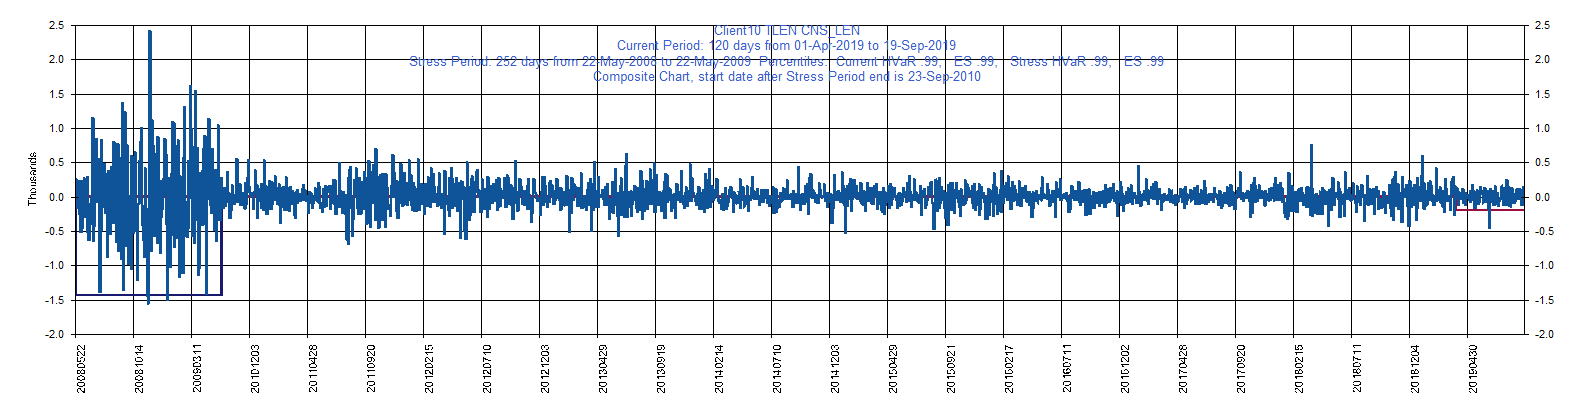 Client10 TLEN CNS_LEN
Current Period: 120 days from 01-Apr-2019 to 19-Sep-2019
Stress Period: 252 days from 22-May-2008 to 22-May-2009 Percentiles: Current HVaR .99, ES .99, Stress HVaR .99, ES .99
Composite Chart, start date after Stress Period end is 23-Sep-2010
2.5 2.5
2.0 2.0
1.5 1.5
1.0 1.0
0.5 0.5
0.0 0.0
-0.5 -0.5
-1.0 -1.0
-1.5 -1.5
-2.0 -2.0
Thousands
20080522 20081014 20090311 20101203 20110428 20110920 20120215 20120710 20121203 20130429 20130919 20140214 20140710 20141203 20150429 20150921 20160217 20160711 20161202 20170428 20170920 20180215 20180711 20181204 20190430